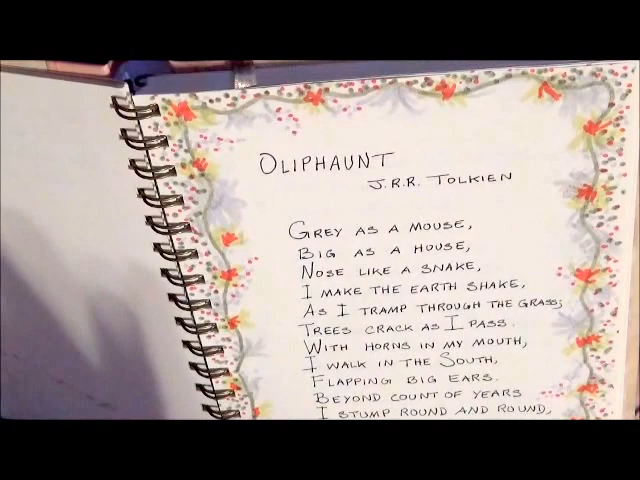 OLIPHAUNT
J.R.R. TOLKIEN
GREY AS A MOUSE,
BIG AS A HOUSE,
NOSE LIKE A SNAKE,
I MAKE THE EARTH SHAKE,
AS I TRAMP THROUGH THE GRASS;
TREES CRACK AS I PASS.
WITH HORNS IN MY MOUTH,
I WALK IN THE SOUTH,
FLAPPING BIG EARS.
BEYOND COUNT OF YEARS
I STUMP ROUND AND ROUND,